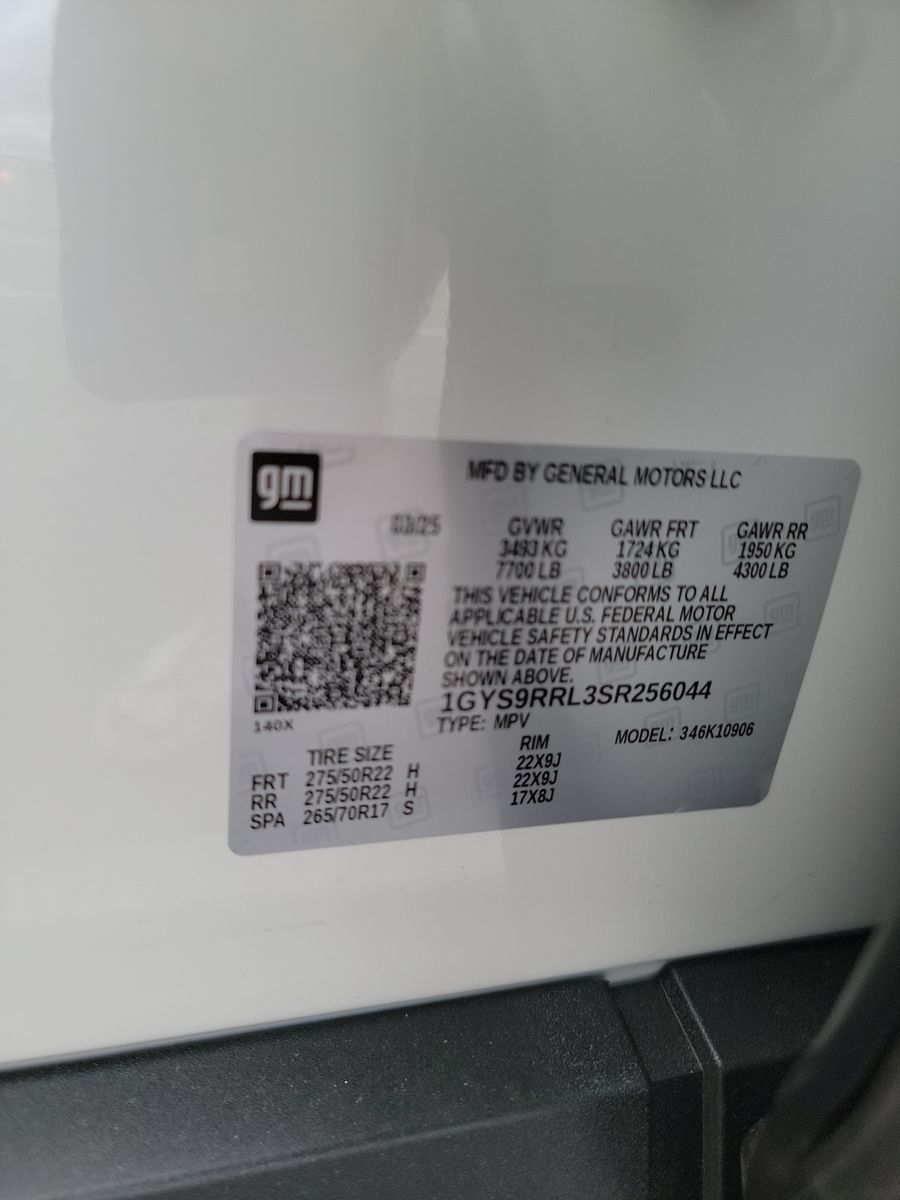 gm
MFD BY GENERAL MOTORS LLC
03/25
GVWR GAWR FRT GAWR RR
3493 KG 1724 KG 1950 KG
7700 LB 3800 LB 4300 LB
THIS VEHICLE CONFORMS TO ALL
APPLICABLE U.S. FEDERAL MOTOR
VEHICLE SAFETY STANDARDS IN EFFECT
ON THE DATE OF MANUFACTURE
SHOWN ABOVE.
1GYS9RRL3SR256044
TYPE: MPV MODEL: 346K10906
140X
TIRE SIZE RIM
FRT 275/50R22 H 22X9J
RR 275/50R22 H 22X9J
SPA 265/70R17 S 17X8J